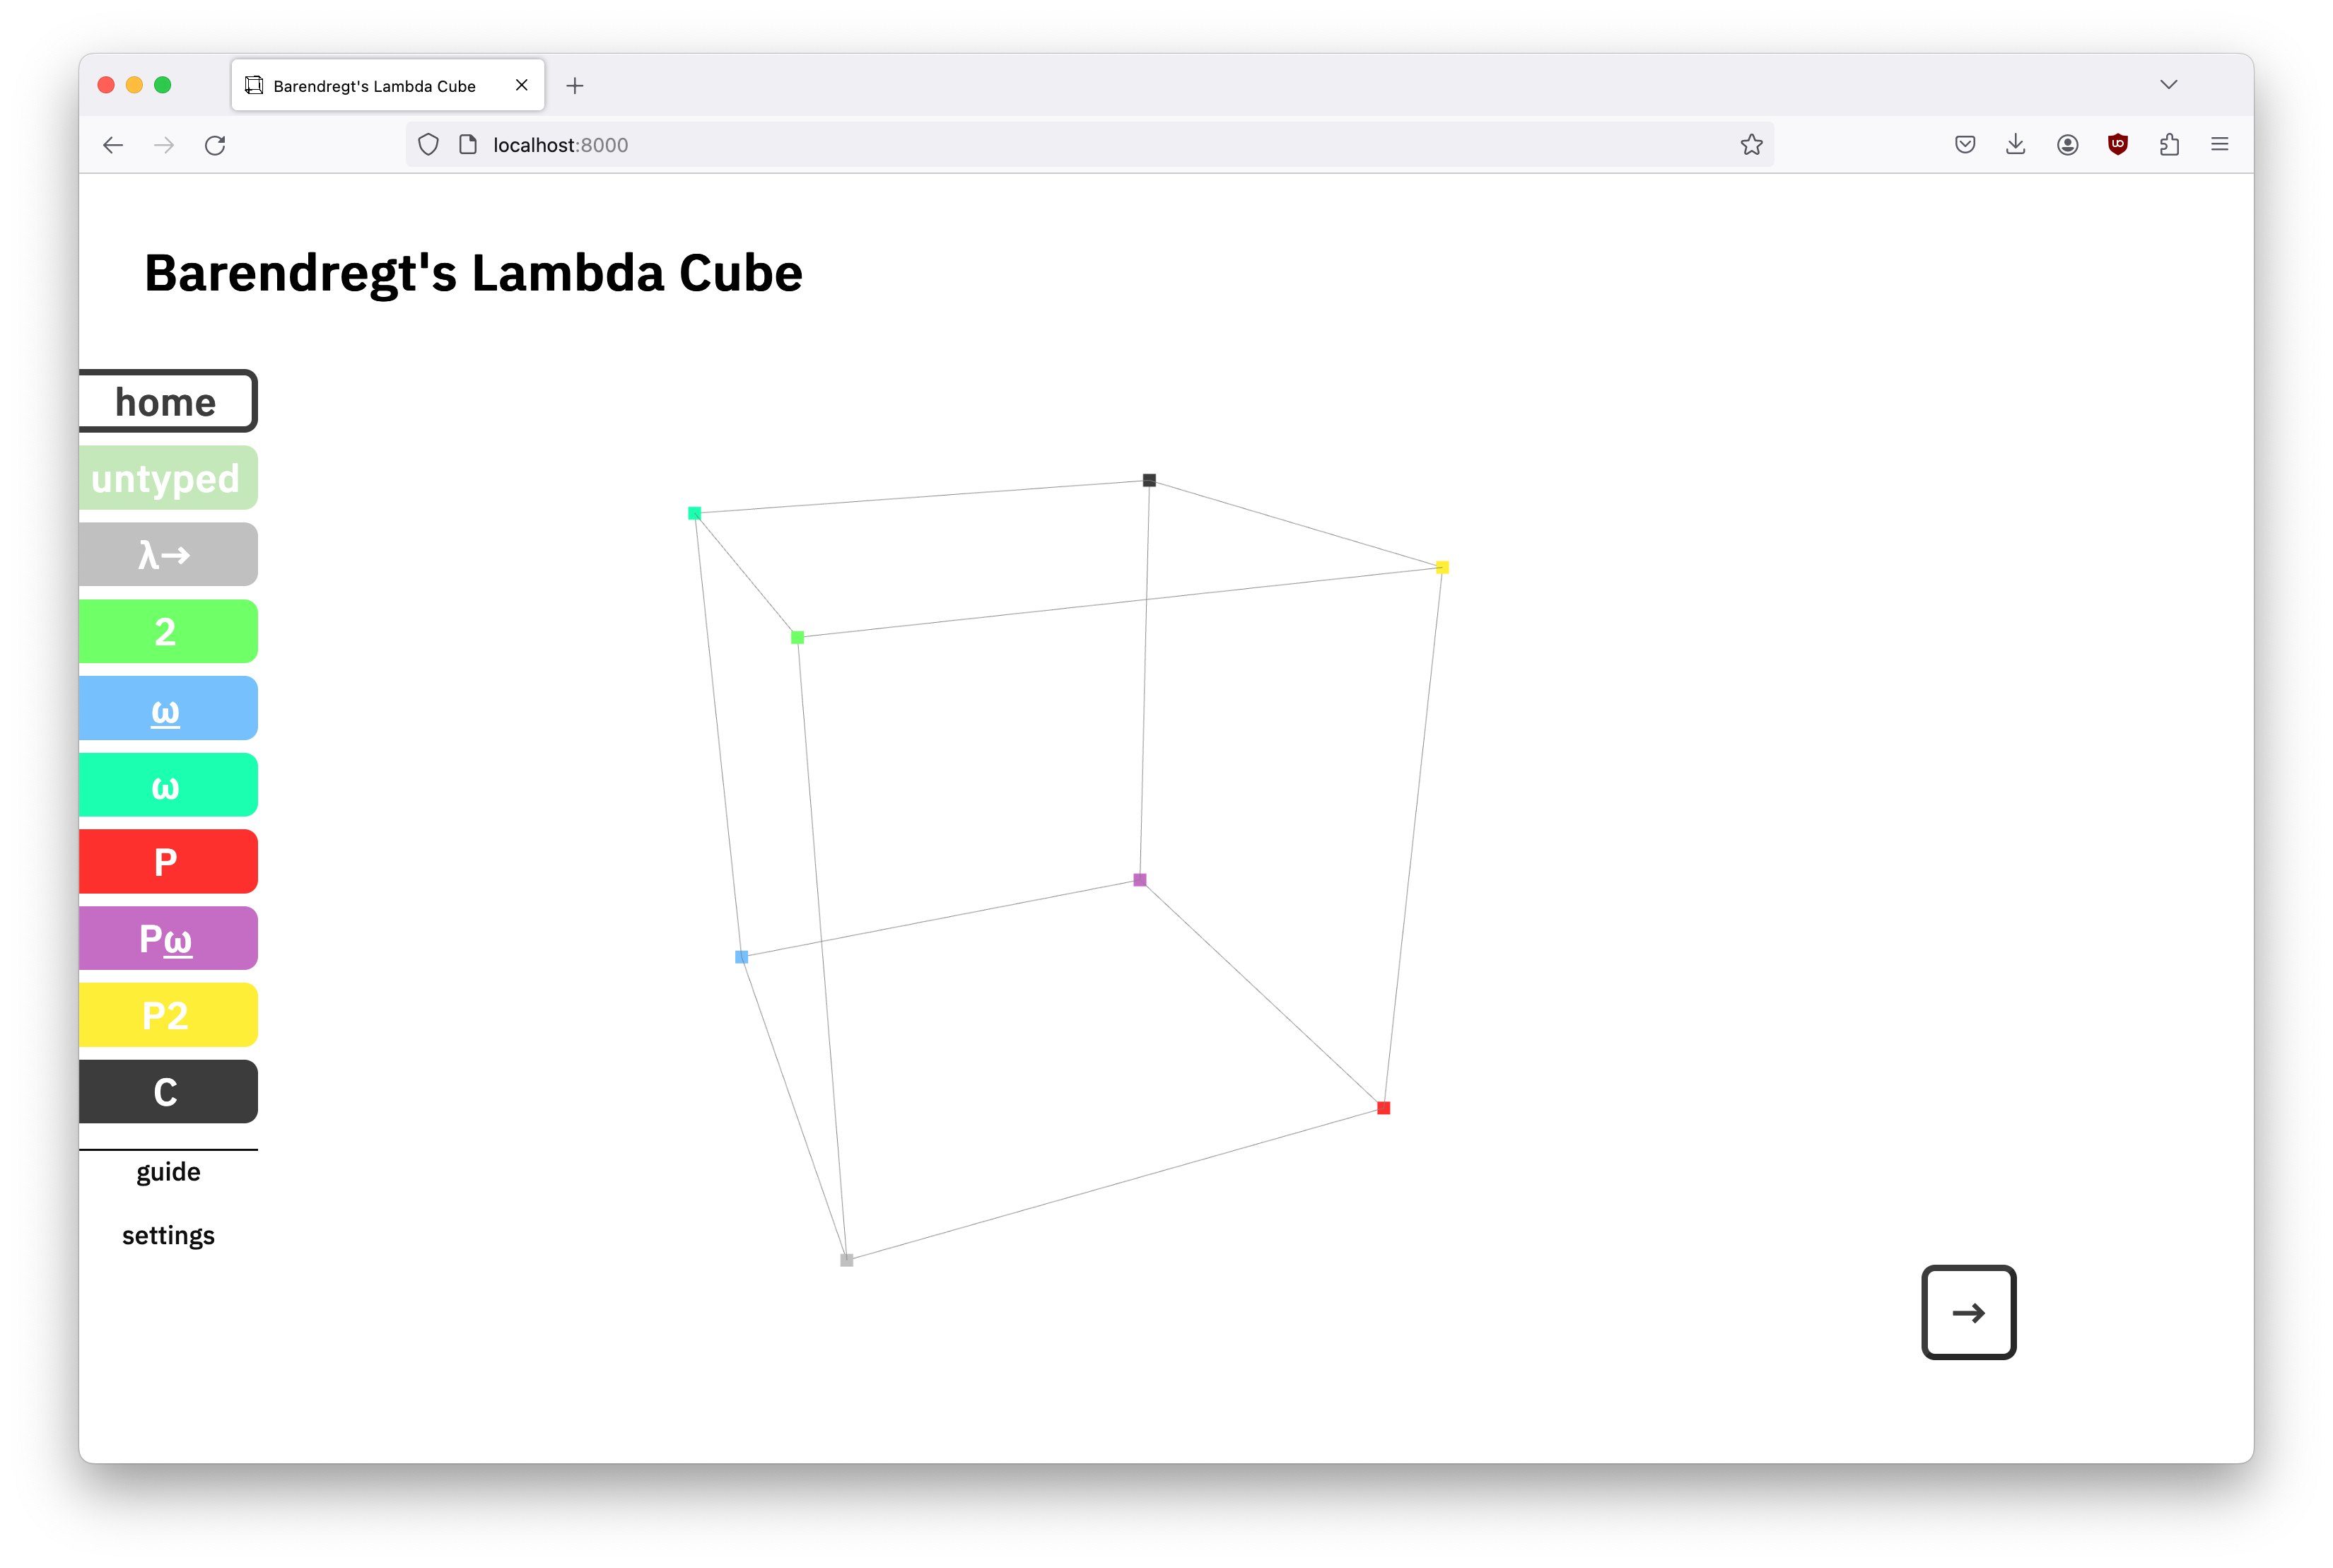 Barendregt's Lambda Cube
localhost:8000
Barendregt's Lambda Cube
home
untyped
λ→
2
ω̲
ω
P
Pω̲
P2
C
guide
settings
→